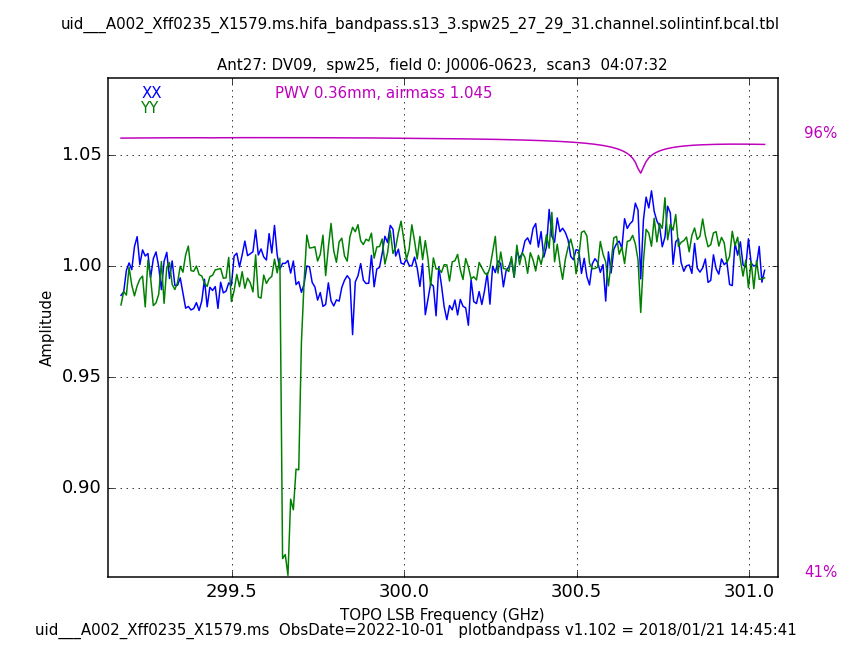 uid___A002_Xff0235_X1579.ms.hifa_bandpass.s13_3.spw25_27_29_31.channel.solintinf.bcal.tbl
Ant27: DV09,  spw25,  field 0: J0006-0623,  scan3  04:07:32
XX
PWV 0.36mm, airmass 1.045
YY
96%
1.05
1.00
0.95
0.90
Amplitude
41%
299.5 300.0 300.5 301.0
TOPO LSB Frequency (GHz)
uid___A002_Xff0235_X1579.ms  ObsDate=2022-10-01   plotbandpass v1.102 = 2018/01/21 14:45:41